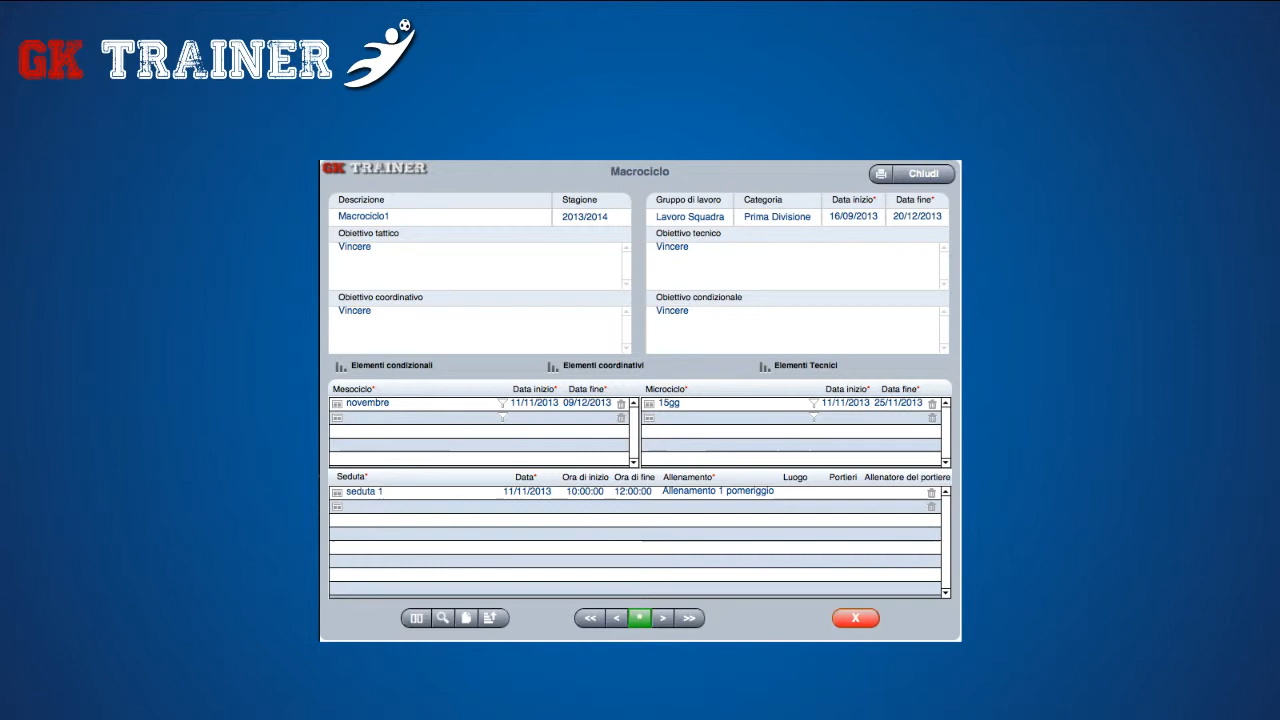 GK TRAINER
GK TRAINER
Macrociclo
Chiudi
Descrizione Stagione
Macrociclo1 2013/2014
Gruppo di lavoro Categoria Data inizio* Data fine*
Lavoro Squadra Prima Divisione 16/09/2013 20/12/2013
Obiettivo tattico
Vincere
Obiettivo tecnico
Vincere
Obiettivo coordinativo
Vincere
Obiettivo condizionale
Vincere
Elementi condizionali Elementi coordinativi Elementi Tecnici
Mesociclo* Data inizio* Data fine*
novembre 11/11/2013 09/12/2013
Microciclo* Data inizio* Data fine*
15gg 11/11/2013 25/11/2013
Seduta* Data* Ora di inizio Ora di fine Allenamento* Luogo Portieri Allenatore del portiere
seduta 1 11/11/2013 10:00:00 12:00:00 Allenamento 1 pomeriggio
<< < * > >> X